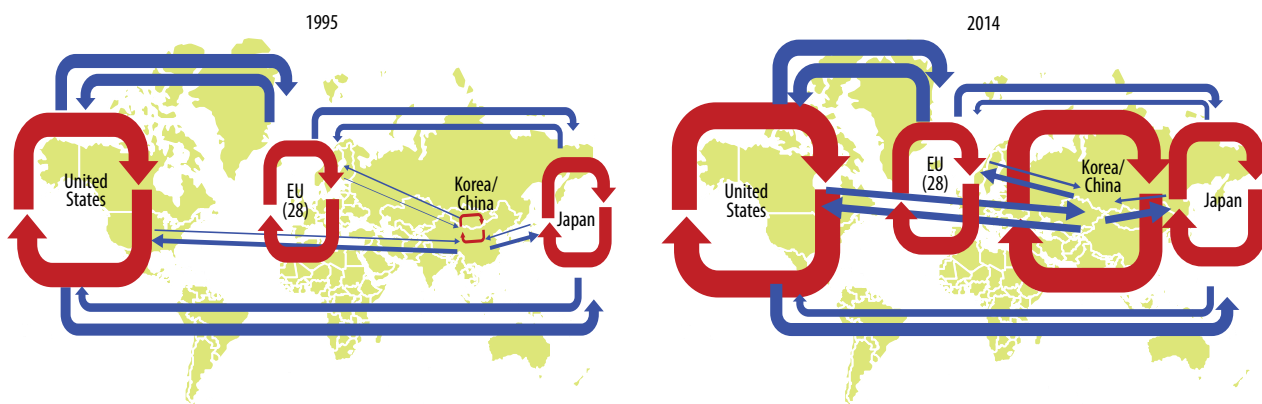 1995
United
States
EU
(28)
Korea/
China
Japan
2014
United
States
EU
(28)
Korea/
China
Japan